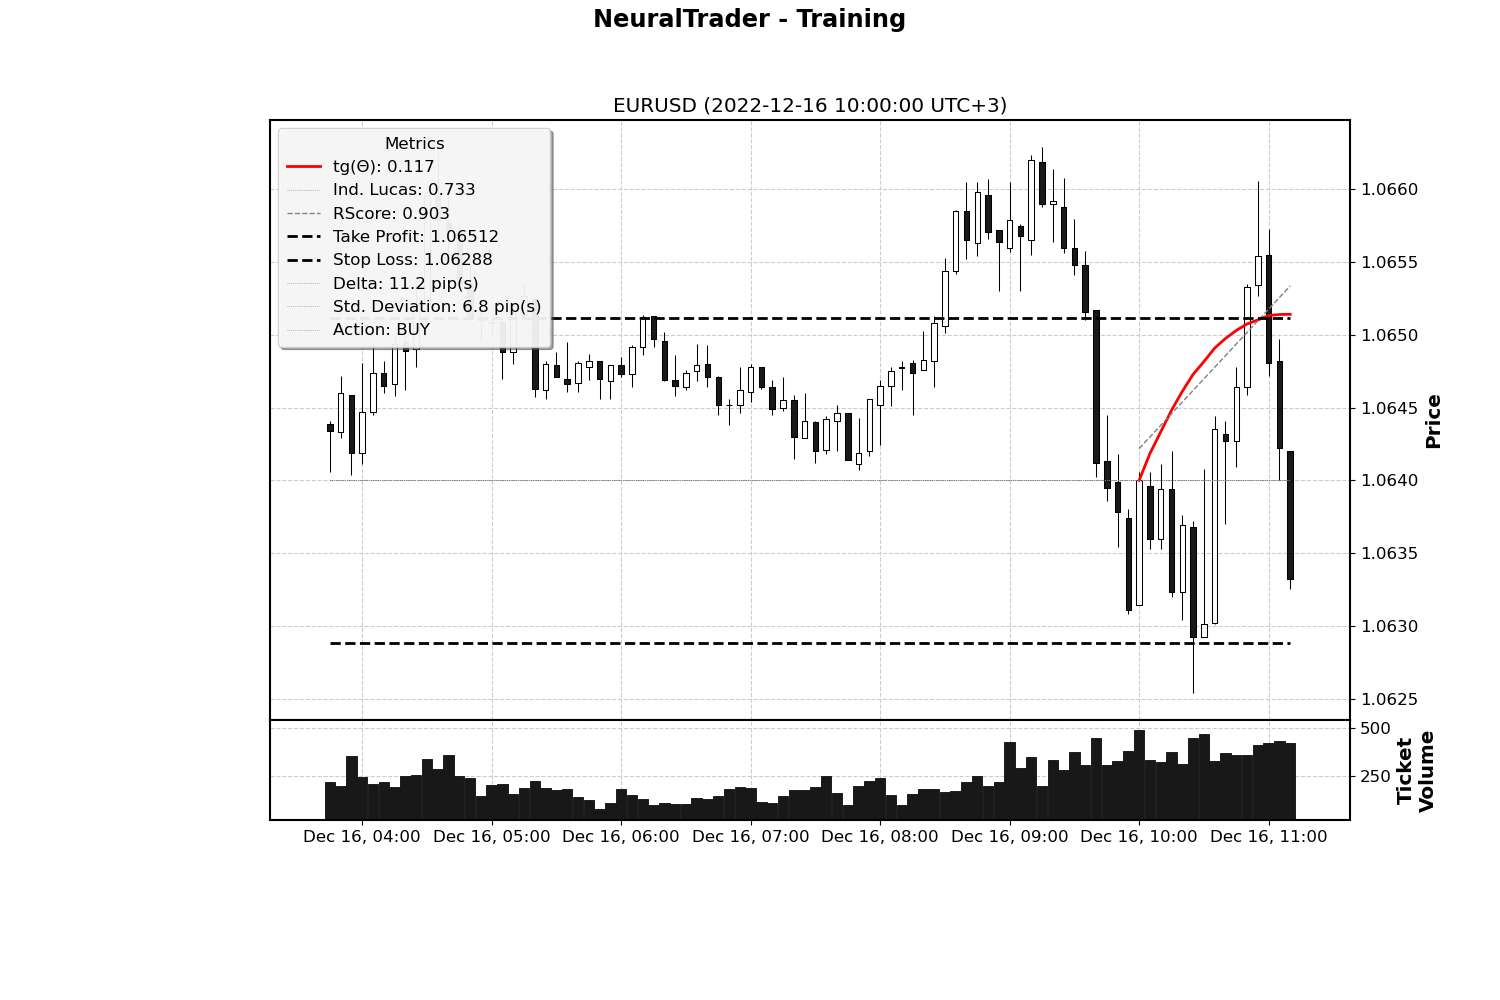 NeuralTrader - Training
EURUSD (2022-12-16 10:00:00 UTC+3)
Metrics
tg(Θ): 0.117
Ind. Lucas: 0.733
RScore: 0.903
Take Profit: 1.06512
Stop Loss: 1.06288
Delta: 11.2 pip(s)
Std. Deviation: 6.8 pip(s)
Action: BUY
1.0660
1.0655
1.0650
1.0645
1.0640
1.0635
1.0630
1.0625
Price
500
250
Ticket
Volume
Dec 16, 04:00 Dec 16, 05:00 Dec 16, 06:00 Dec 16, 07:00 Dec 16, 08:00 Dec 16, 09:00 Dec 16, 10:00 Dec 16, 11:00